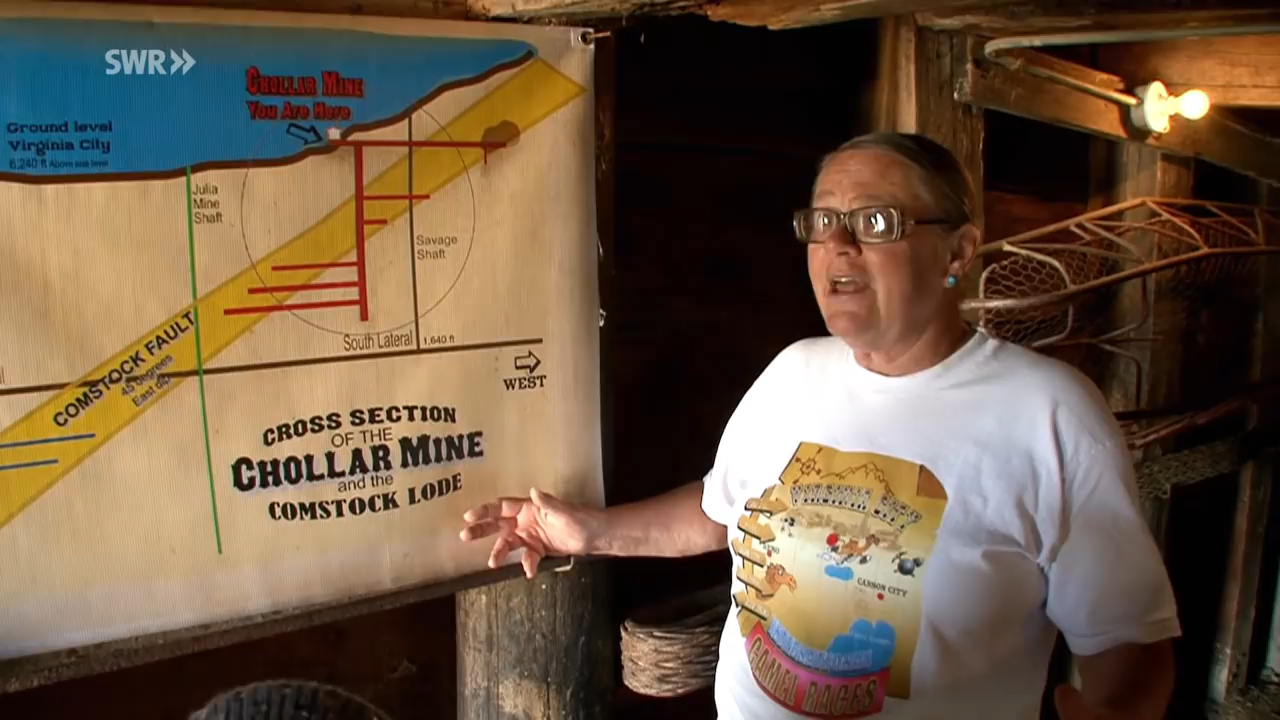 SWR
CHOLLAR MINE
You Are Here
Ground level
Virginia City
6,240 ft Above sea level
Julia
Mine
Shaft
Savage
Shaft
South Lateral
1,640 ft
WEST
COMSTOCK FAULT
45 degrees
East dip
CROSS SECTION
OF THE
CHOLLAR MINE
and the
COMSTOCK LODE
VIRGINIA CITY
CARSON CITY
CAMEL RACES